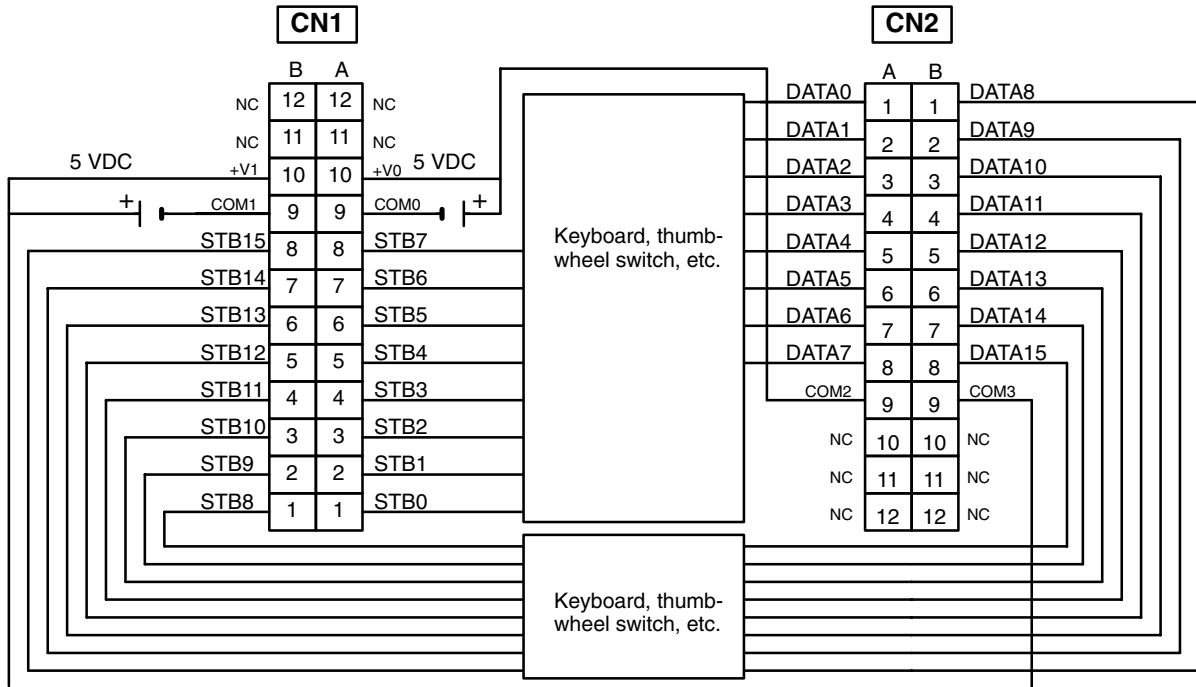 CN1 CN2
B A A B
NC 12 12 NC DATA0 1 1 DATA8
NC 11 11 NC DATA1 2 2 DATA9
5 VDC +V1 10 10 +V0 5 VDC DATA2 3 3 DATA10
+ COM1 9 9 COM0 + DATA3 4 4 DATA11
STB15 8 8 STB7 Keyboard, thumb-
wheel switch, etc. DATA4 5 5 DATA12
STB14 7 7 STB6 DATA5 6 6 DATA13
STB13 6 6 STB5 DATA6 7 7 DATA14
STB12 5 5 STB4 DATA7 8 8 DATA15
STB11 4 4 STB3 COM2 9 9 COM3
STB10 3 3 STB2 NC 10 10 NC
STB9 2 2 STB1 NC 11 11 NC
STB8 1 1 STB0 NC 12 12 NC
Keyboard, thumb-
wheel switch, etc.